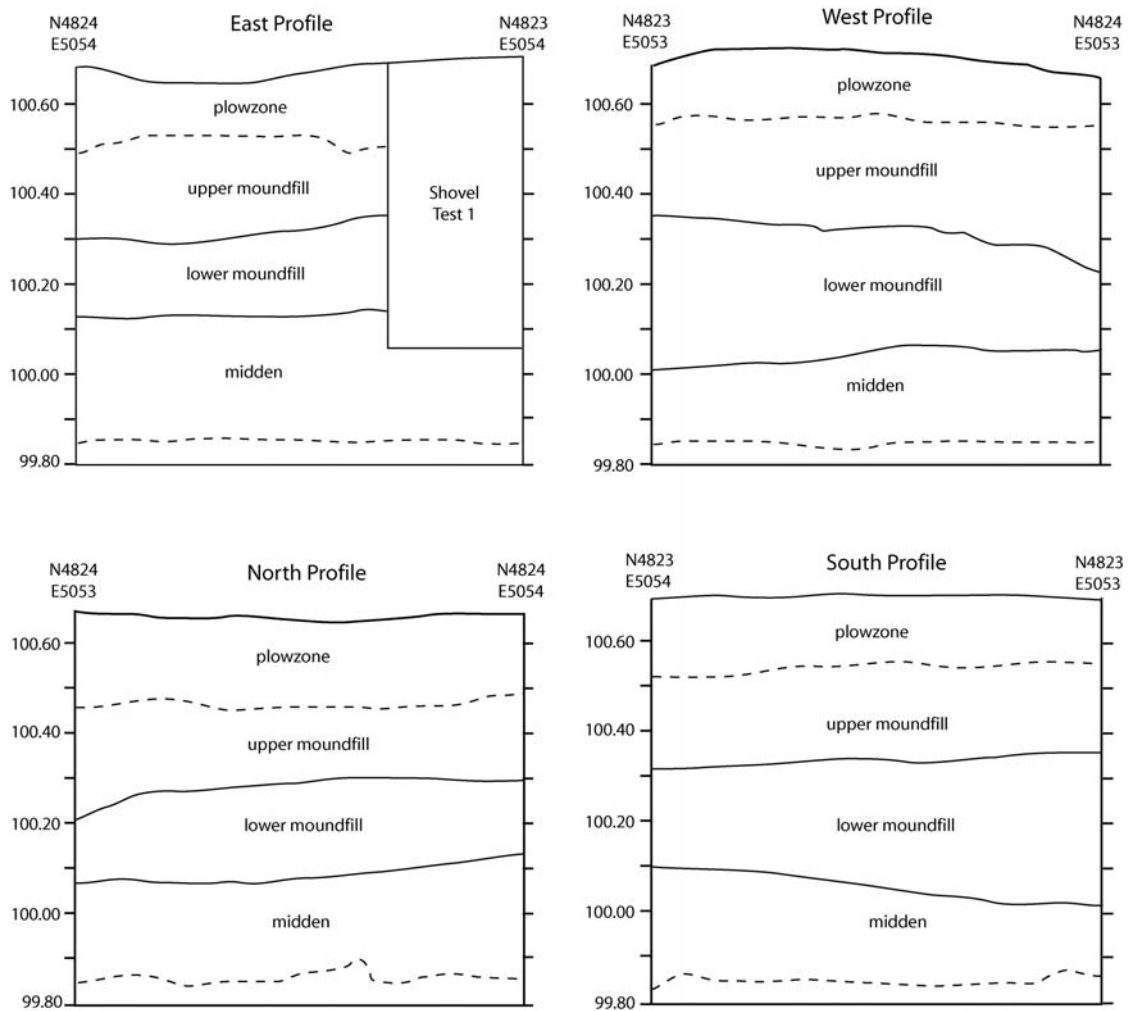 East Profile
N4824
E5054
N4823
E5054
100.60
100.40
100.20
100.00
99.80
plowzone
upper moundfill
lower moundfill
midden
Shovel
Test 1
West Profile
N4823
E5053
N4824
E5053
100.60
100.40
100.20
100.00
99.80
plowzone
upper moundfill
lower moundfill
midden
North Profile
N4824
E5053
N4824
E5054
100.60
100.40
100.20
100.00
99.80
plowzone
upper moundfill
lower moundfill
midden
South Profile
N4823
E5054
N4823
E5053
100.60
100.40
100.20
100.00
99.80
plowzone
upper moundfill
lower moundfill
midden